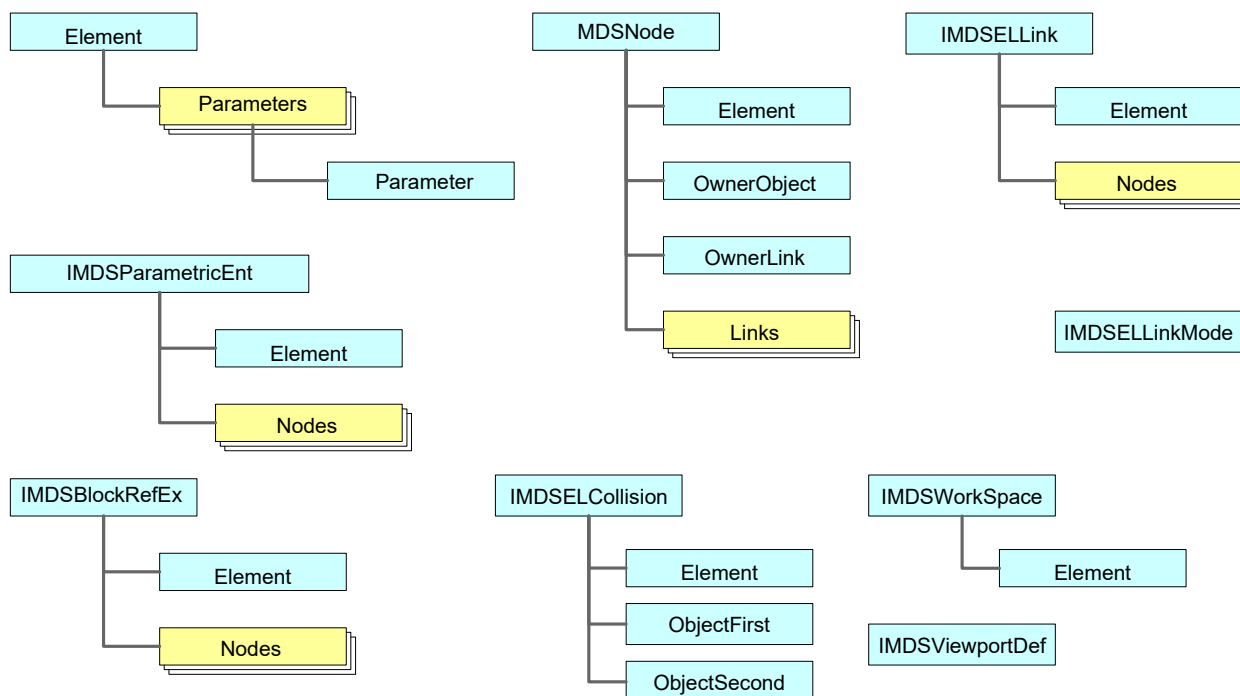 Element
Parameters
Parameter
MDSNode
Element
OwnerObject
OwnerLink
Links
IMDSELLink
Element
Nodes
IMDSELLinkMode
IMDSParametricEnt
Element
Nodes
IMDSBlockRefEx
Element
Nodes
IMDSELCollision
Element
ObjectFirst
ObjectSecond
IMDSWorkSpace
Element
IMDSViewportDef